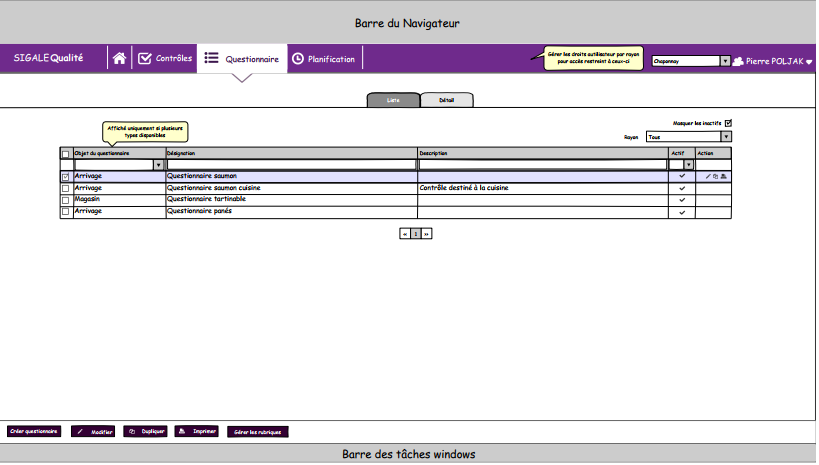 Barre du Navigateur
SIGALE Qualité
Contrôles
Questionnaire
Planification
Gérer les droits autilisateur par rayon
pour accès restreint à ceux-ci
Chaponnay
Pierre POLJAK
Liste
Détail
Masquer les inactifs
Affiché uniquement si plusieurs
types disponibles
Rayon
Tous
Objet du questionnaire
Désignation
Description
Actif
Action
Arrivage
Questionnaire saumon
Arrivage
Questionnaire saumon cuisine
Contrôle destiné à la cuisine
Magasin
Questionnaire tartinable
Arrivage
Questionnaire panés
« 1 »
Créer questionnaire
Modifier
Dupliquer
Imprimer
Gérer les rubriques
Barre des tâches windows